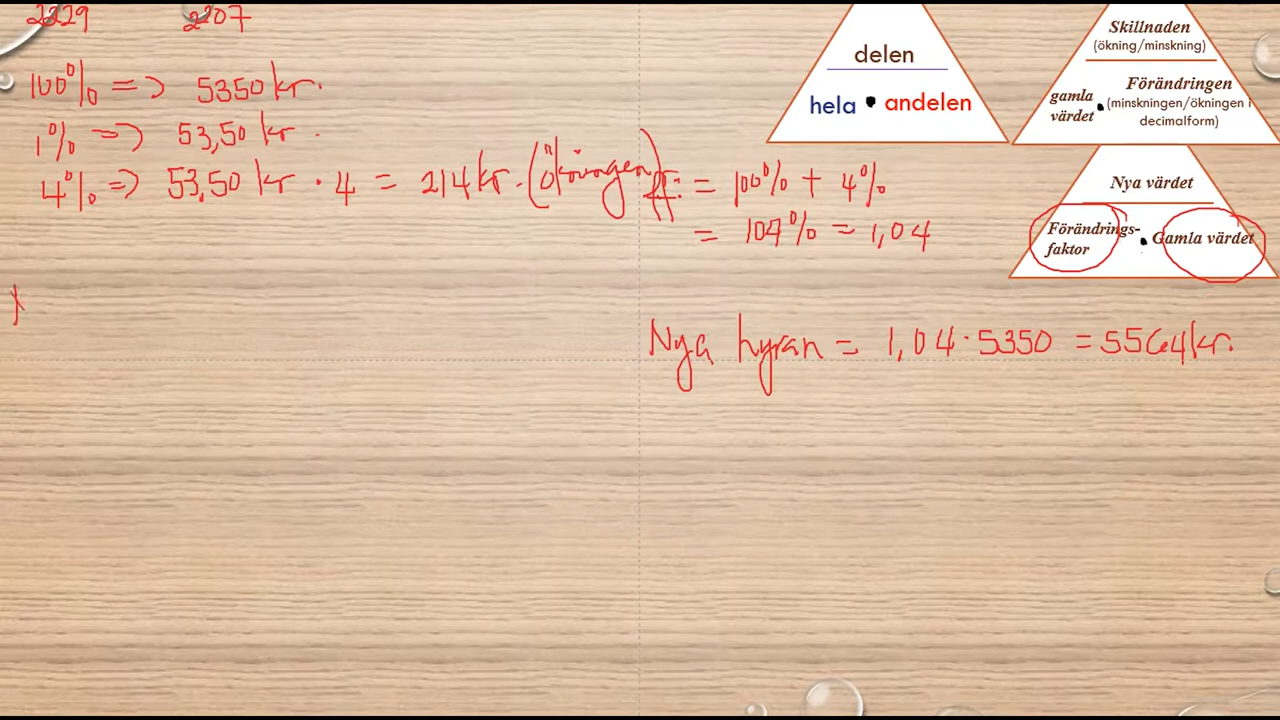 2229 2207
100% => 5350 kr.
1% => 53,50 kr.
4% => 53,50 kr · 4 = 214 kr. (ökningen)
ff: = 100% + 4%
= 104% = 1,04
Nya hyran = 1,04 · 5350 = 5564 kr.
delen
hela · andelen
Skillnaden
(ökning/minskning)
gamla värdet · Förändringen
(minskningen/ökningen i
decimalform)
Nya värdet
Förändrings-
faktor · Gamla värdet